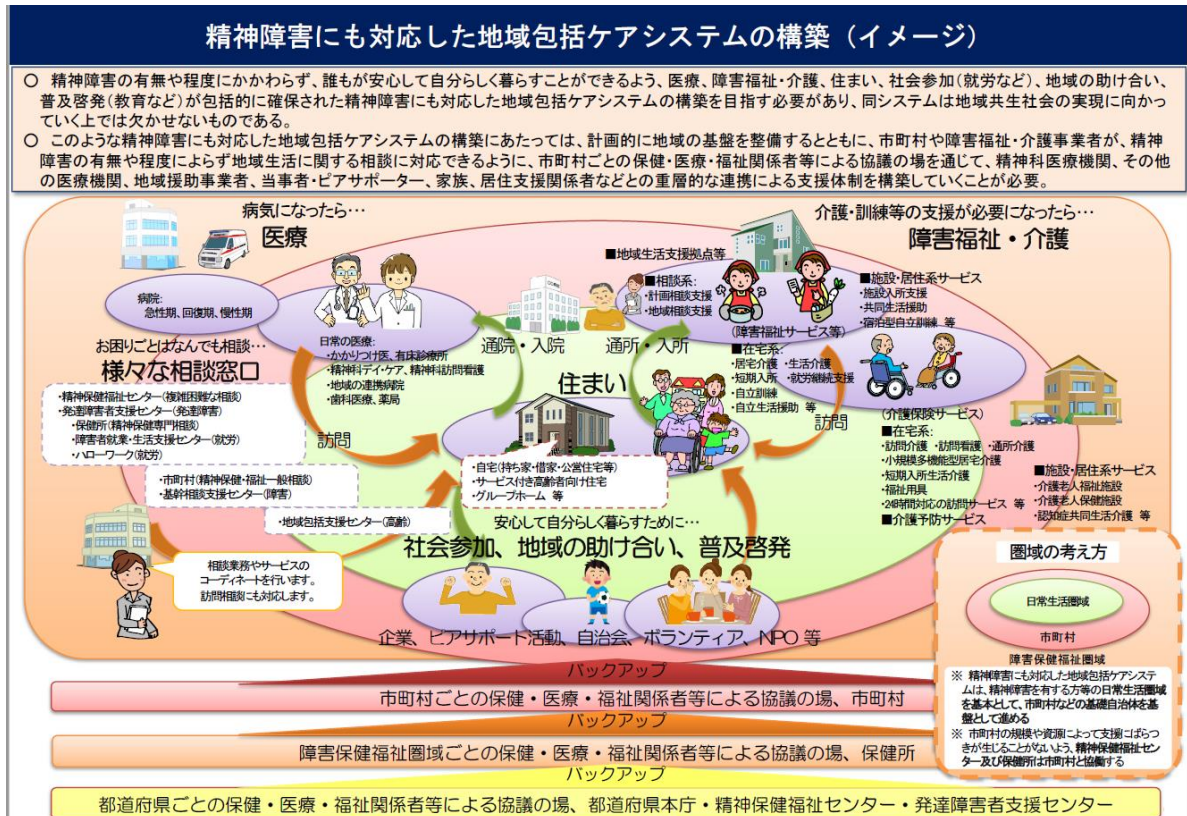 精神障害にも対応した地域包括ケアシステムの構築（イメージ）
○ 精神障害の有無や程度にかかわらず、誰もが安心して自分らしく暮らすことができるよう、医療、障害福祉・介護、住まい、社会参加(就労など)、地域の助け合い、
普及啓発(教育など)が包括的に確保された精神障害にも対応した地域包括ケアシステムの構築を目指す必要があり、同システムは地域共生社会の実現に向かっ
ていく上では欠かせないものである。
○ このような精神障害にも対応した地域包括ケアシステムの構築にあたっては、計画的に地域の基盤を整備するとともに、市町村や障害福祉・介護事業者が、精神
障害の有無や程度によらず地域生活に関する相談に対応できるように、市町村ごとの保健・医療・福祉関係者等による協議の場を通じて、精神科医療機関、その他
の医療機関、地域援助事業者、当事者・ピアサポーター、家族、居住支援関係者などとの重層的な連携による支援体制を構築していくことが必要。
病気になったら…
医療
病院:
急性期、回復期、慢性期
日常の医療:
・かかりつけ医、有床診療所
・精神科デイ・ケア、精神科訪問看護
・地域の連携病院
・歯科医療、薬局
通院・入院
通所・入所
介護・訓練等の支援が必要になったら…
障害福祉・介護
■地域生活支援拠点等
■相談系:
・計画相談支援
・地域相談支援
(障害福祉サービス等)
■施設・居住系サービス
・施設入所支援
・共同生活援助
・宿泊型自立訓練 等
■在宅系:
・居宅介護 ・生活介護
・短期入所 ・就労継続支援
・自立訓練
・自立生活援助 等
(介護保険サービス)
■在宅系:
・訪問介護 ・訪問看護 ・通所介護
・小規模多機能型居宅介護
・短期入所生活介護
・福祉用具
・24時間対応の訪問サービス 等
■介護予防サービス
■施設・居住系サービス
・介護老人福祉施設
・介護老人保健施設
・認知症共同生活介護 等
お困りごとはなんでも相談…
様々な相談窓口
・精神保健福祉センター(複雑困難な相談)
・発達障害者支援センター(発達障害)
・保健所(精神保健専門相談)
・障害者就業・生活支援センター(就労)
・ハローワーク(就労)
・市町村(精神保健・福祉一般相談)
・基幹相談支援センター(障害)
・地域包括支援センター(高齢)
訪問
訪問
相談業務やサービスの
コーディネートを行います。
訪問相談にも対応します。
住まい
・自宅(持ち家・借家・公営住宅等)
・サービス付き高齢者向け住宅
・グループホーム 等
安心して自分らしく暮らすために…
社会参加、地域の助け合い、普及啓発
企業、ピアサポート活動、自治会、ボランティア、NPO 等
圏域の考え方
日常生活圏域
市町村
障害保健福祉圏域
※ 精神障害にも対応した地域包括ケアシステ
ムは、精神障害を有する方等の日常生活圏域
を基本として、市町村などの基礎自治体を基
盤として進める
※ 市町村の規模や資源によって支援にばらつ
きが生じることがないよう、精神保健福祉セン
ター及び保健所は市町村と協働する
バックアップ
市町村ごとの保健・医療・福祉関係者等による協議の場、市町村
バックアップ
障害保健福祉圏域ごとの保健・医療・福祉関係者等による協議の場、保健所
バックアップ
都道府県ごとの保健・医療・福祉関係者等による協議の場、都道府県本庁・精神保健福祉センター・発達障害者支援センター